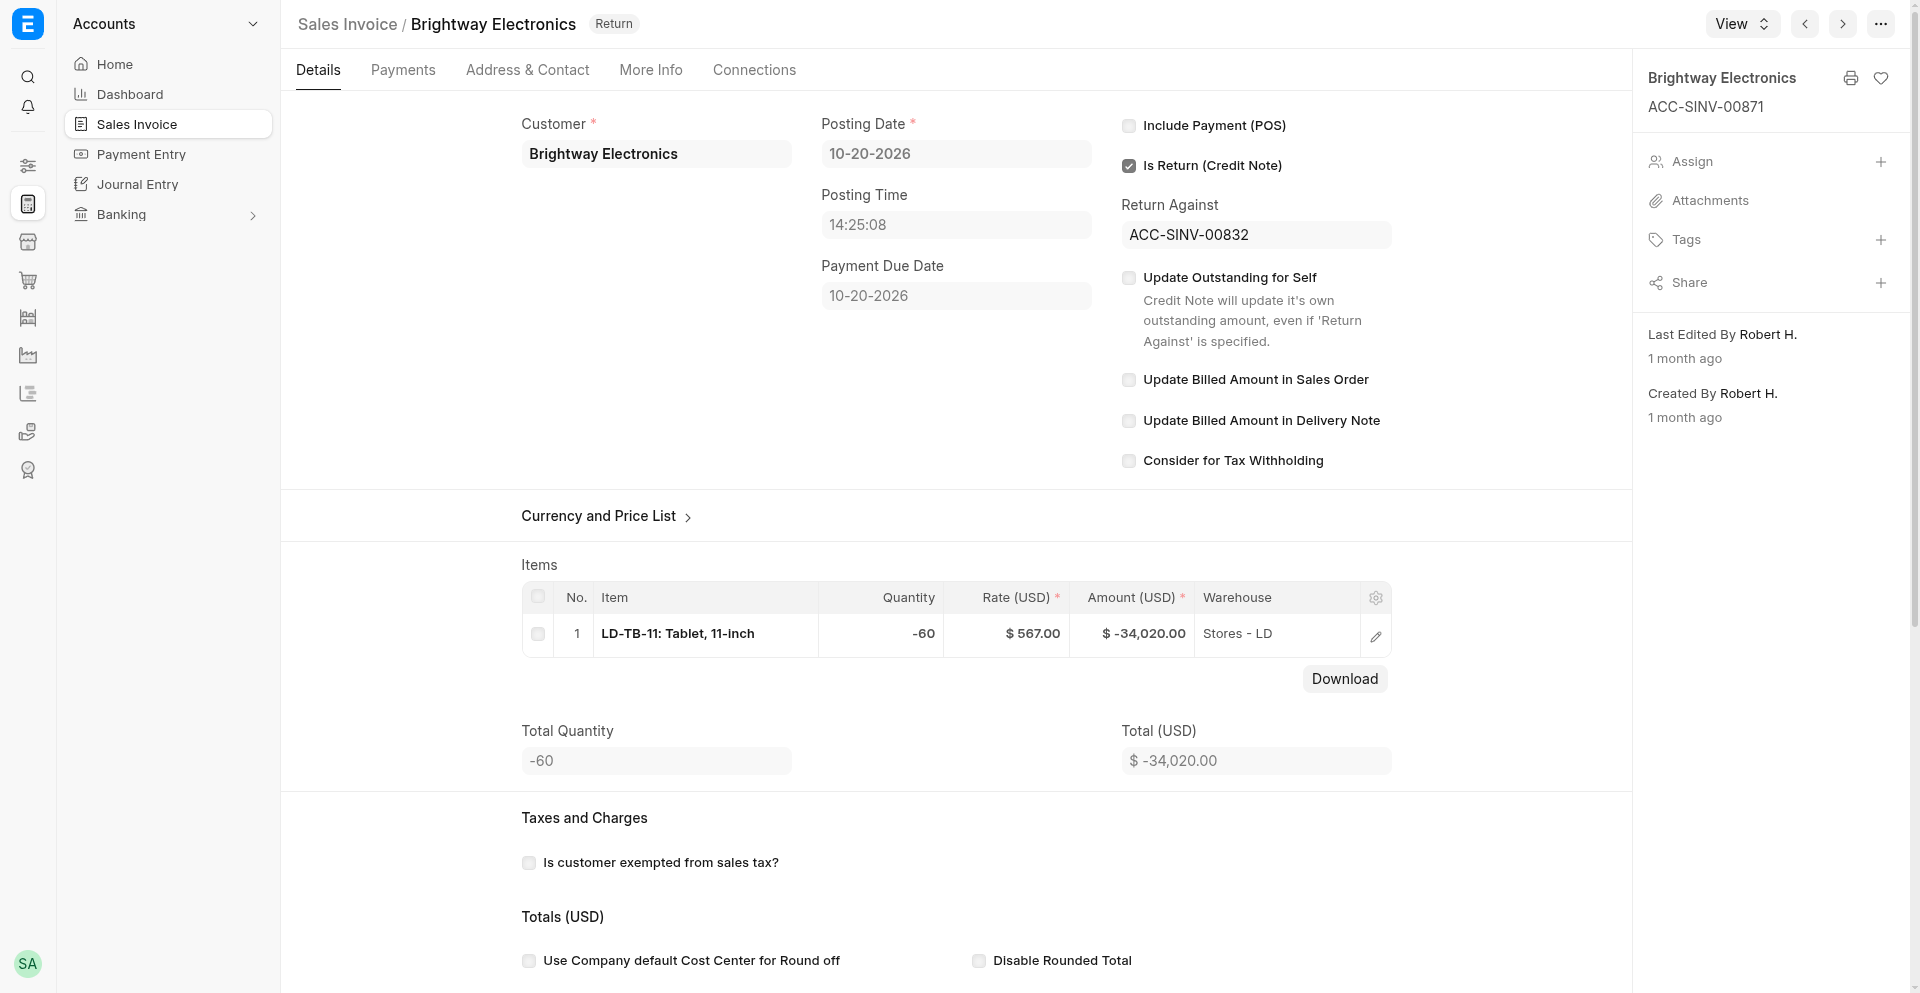 Accounts
Home
Dashboard
Sales Invoice
Payment Entry
Journal Entry
Banking
SA
Sales Invoice / Brightway Electronics Return
View
Details Payments Address & Contact More Info Connections
Customer *
Brightway Electronics
Posting Date *
10-20-2026
Posting Time
14:25:08
Payment Due Date
10-20-2026
Include Payment (POS)
Is Return (Credit Note)
Return Against
ACC-SINV-00832
Update Outstanding for Self
Credit Note will update it's own
outstanding amount, even if 'Return
Against' is specified.
Update Billed Amount in Sales Order
Update Billed Amount in Delivery Note
Consider for Tax Withholding
Currency and Price List
Items
No. Item Quantity Rate (USD) * Amount (USD) * Warehouse
1 LD-TB-11: Tablet, 11-inch -60 $ 567.00 $ -34,020.00 Stores - LD
Download
Total Quantity
-60
Total (USD)
$ -34,020.00
Taxes and Charges
Is customer exempted from sales tax?
Totals (USD)
Use Company default Cost Center for Round off
Disable Rounded Total
Brightway Electronics
ACC-SINV-00871
Assign
Attachments
Tags
Share
Last Edited By Robert H.
1 month ago
Created By Robert H.
1 month ago